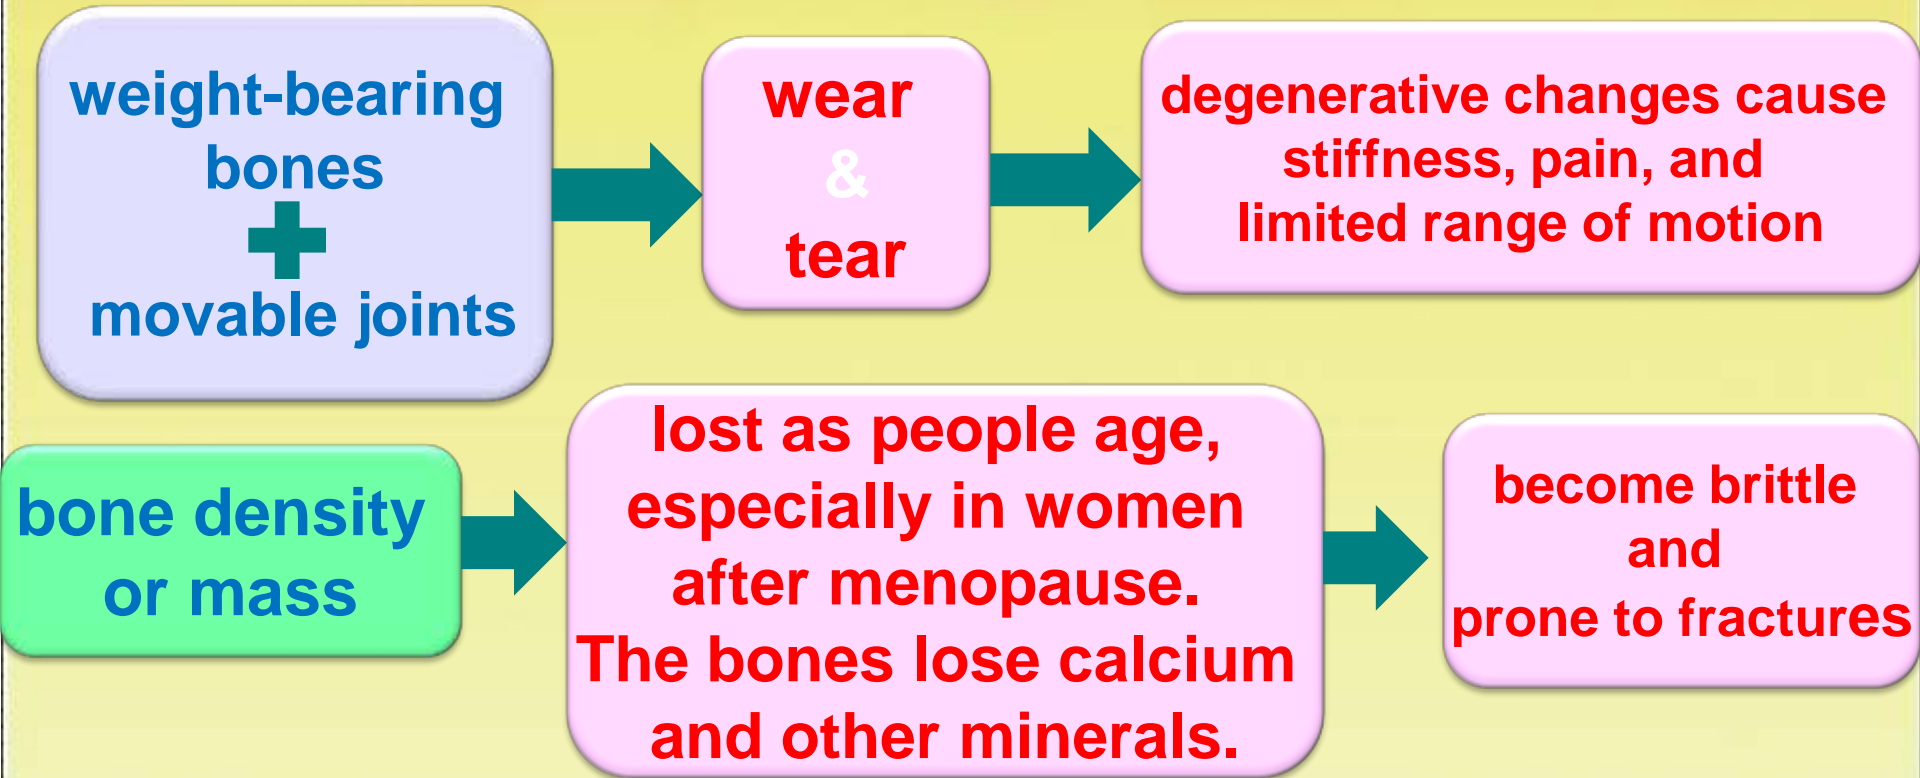 weight-bearing
bones
movable joints
wear
&
tear
degenerative changes cause
stiffness, pain, and
limited range of motion
bone density
or mass
lost as people age,
especially in women
after menopause.
The bones lose calcium
and other minerals.
become brittle
and
prone to fractures